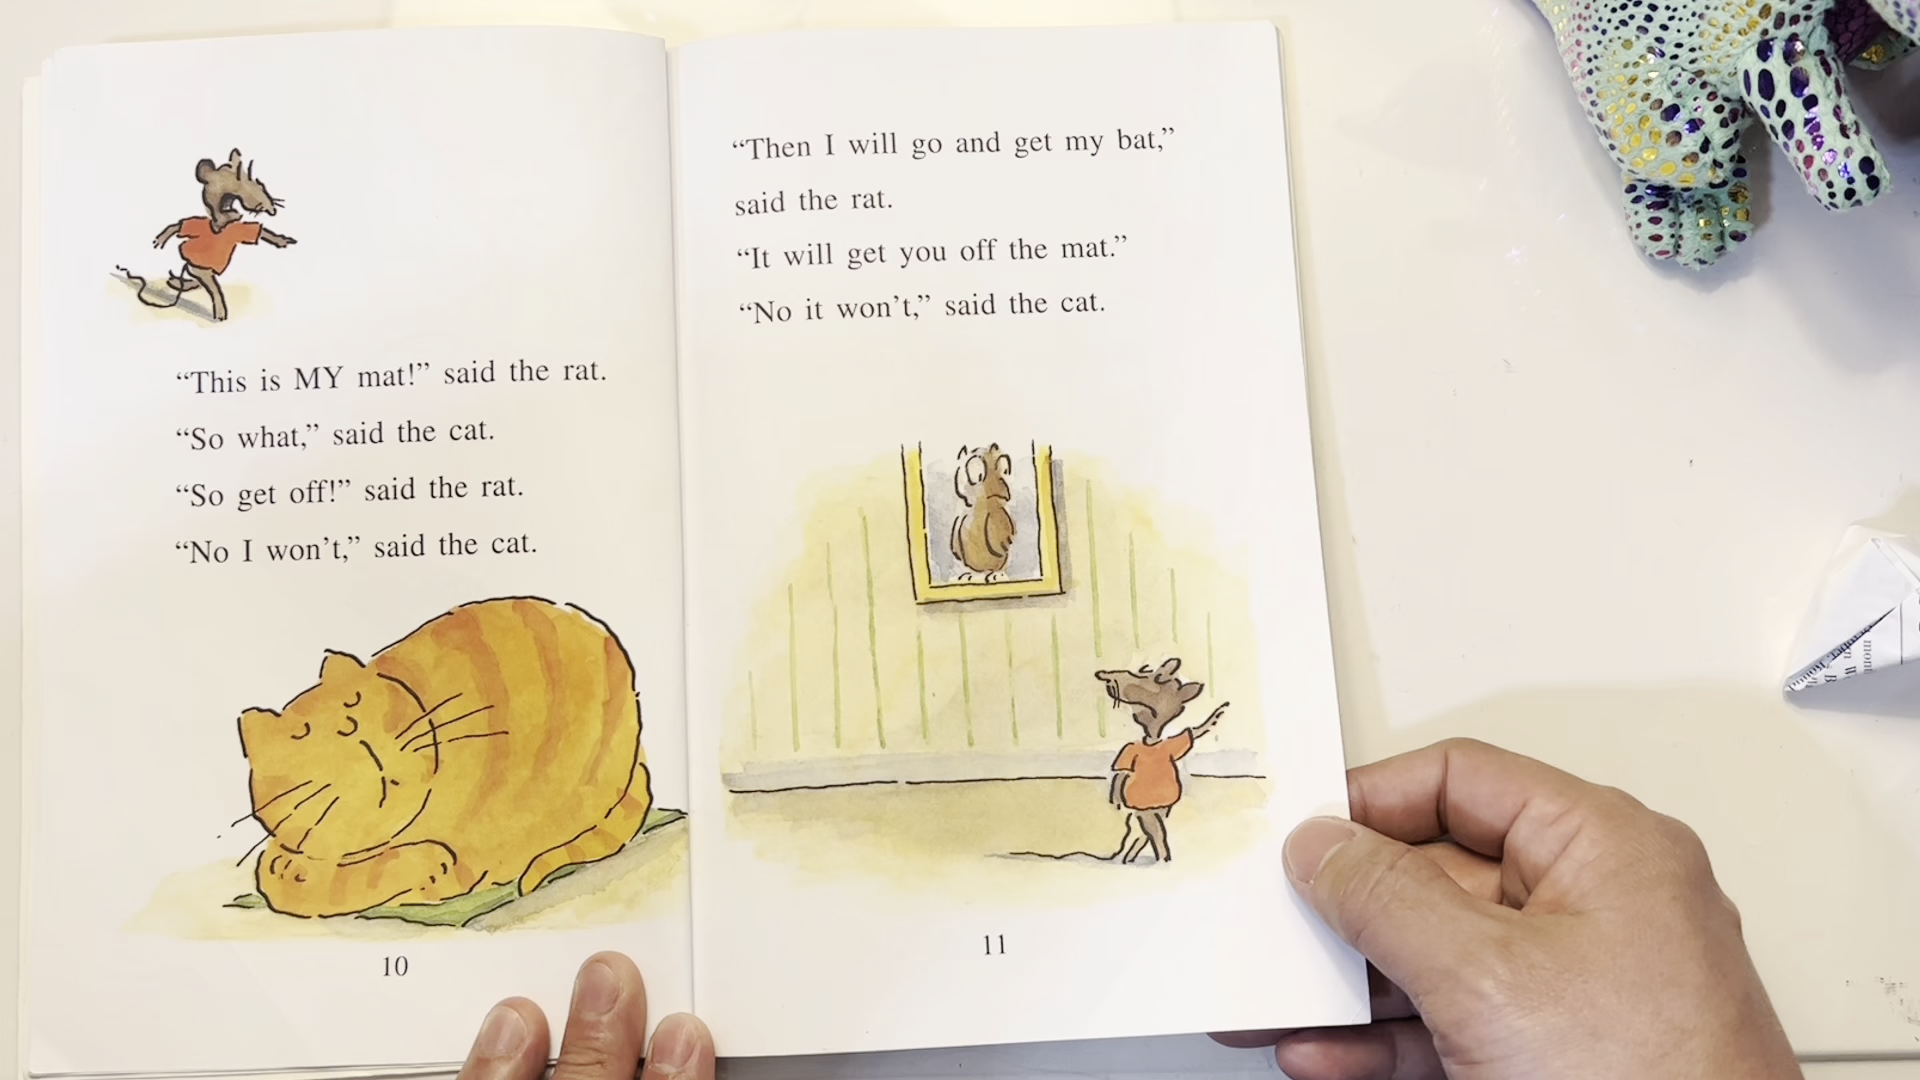 “This is MY mat!” said the rat.
“So what,” said the cat.
“So get off!” said the rat.
“No I won’t,” said the cat.
10
“Then I will go and get my bat,”
said the rat.
“It will get you off the mat.”
“No it won’t,” said the cat.
11